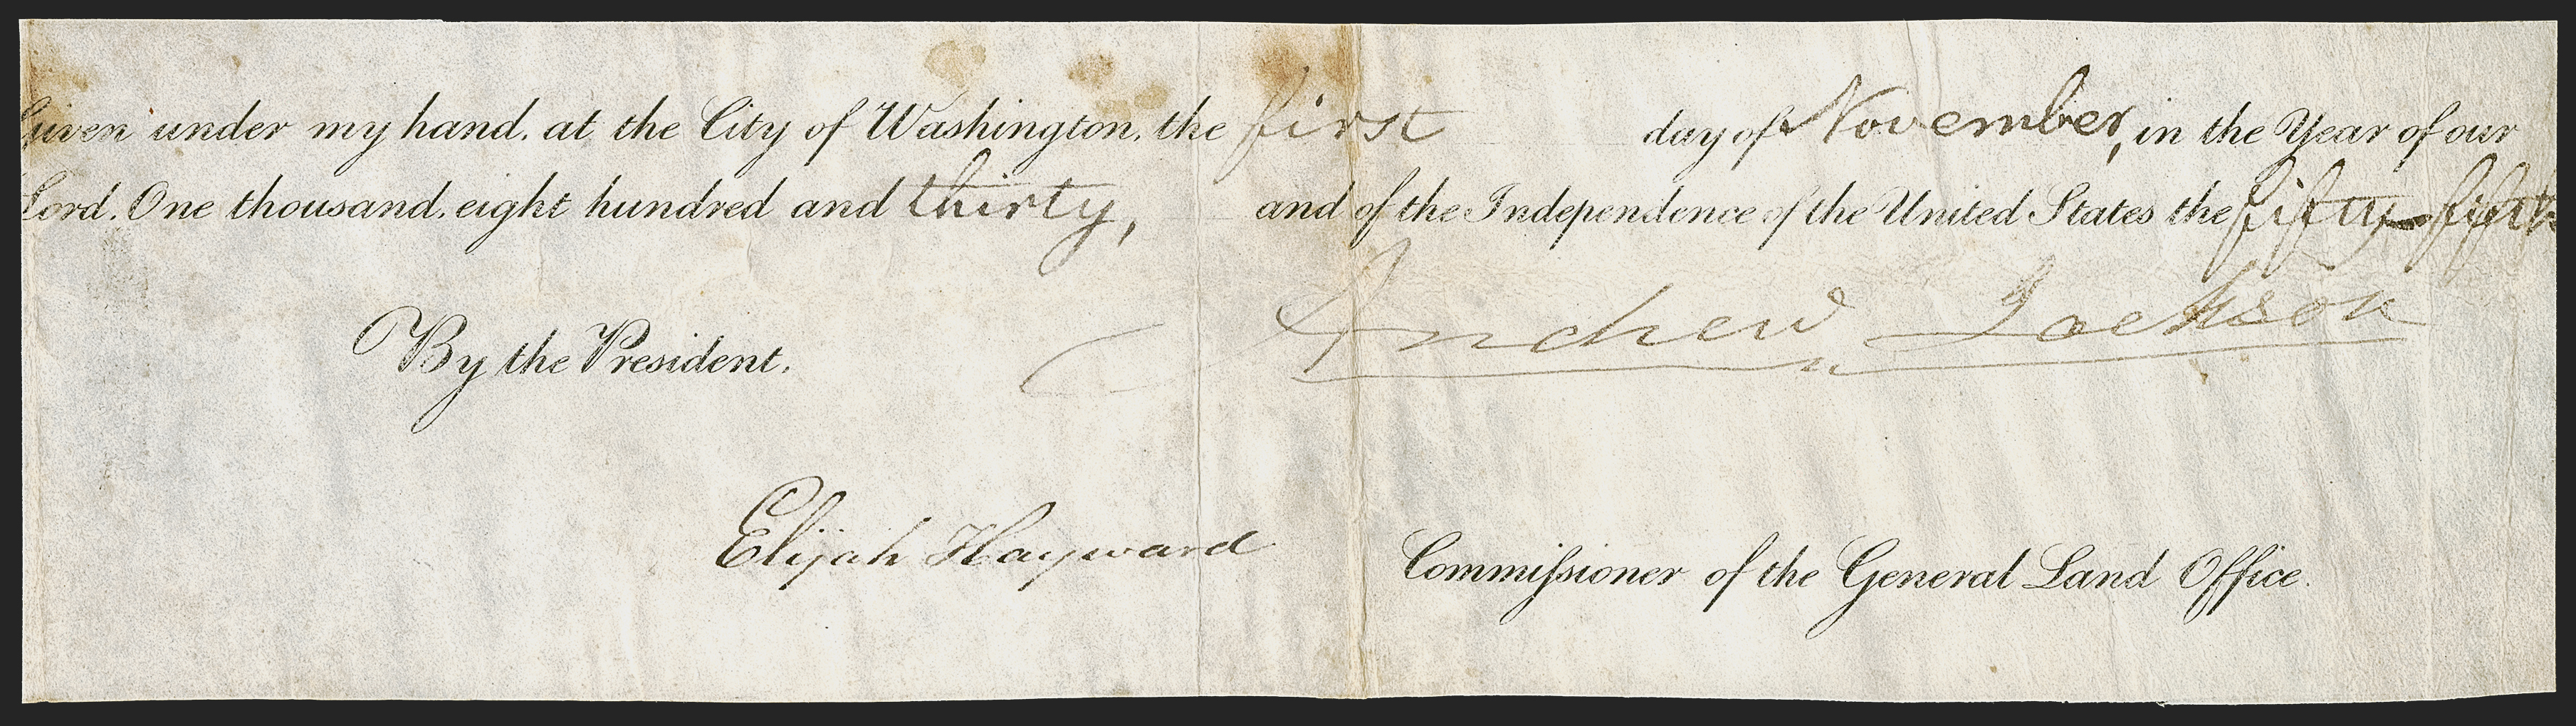 Given under my hand, at the City of Washington, the first day of November, in the Year of our
Lord, One thousand, eight hundred and thirty, and of the Independence of the United States the fifty-fifth
Andrew Jackson
By the President.
Elijah Hayward
Commiſsioner of the General Land Office.